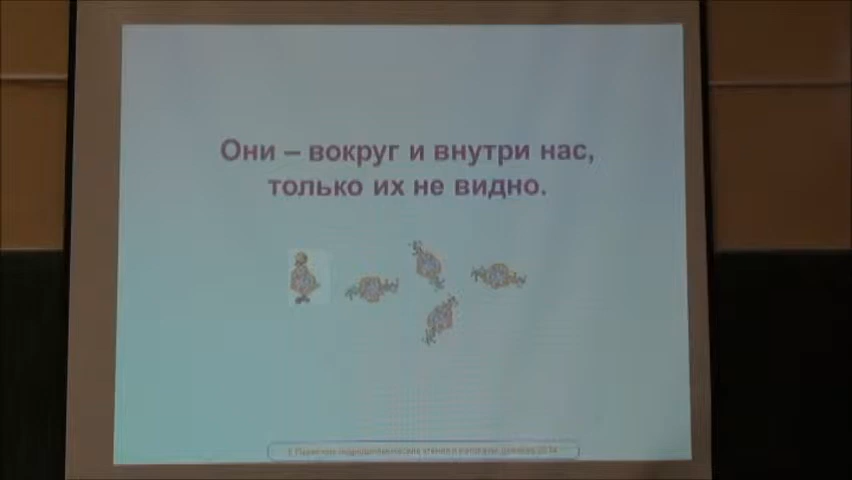 Они – вокруг и внутри нас,
только их не видно.